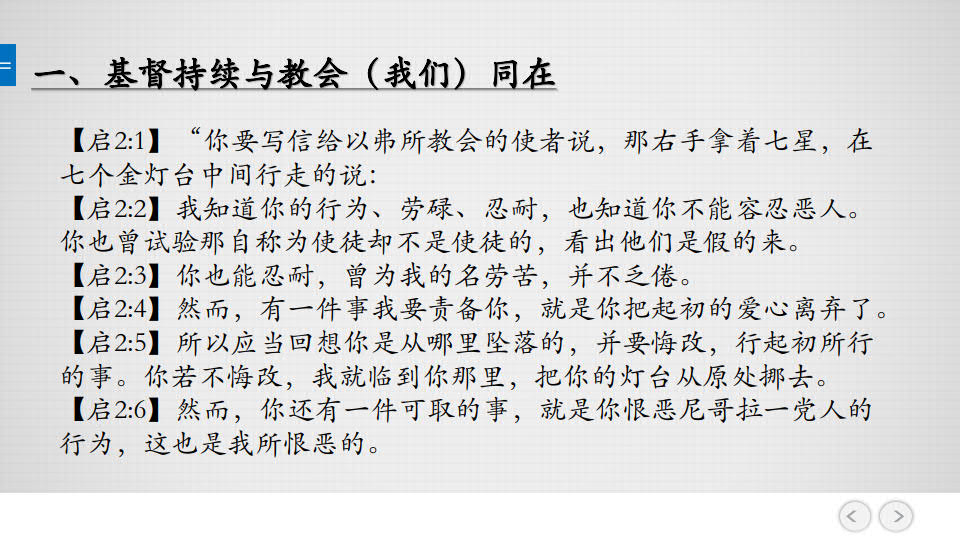 一、基督持续与教会（我们）同在
【启2:1】“你要写信给以弗所教会的使者说，那右手拿着七星，在
七个金灯台中间行走的说：
【启2:2】我知道你的行为、劳碌、忍耐，也知道你不能容忍恶人。
你也曾试验那自称为使徒却不是使徒的，看出他们是假的来。
【启2:3】你也能忍耐，曾为我的名劳苦，并不乏倦。
【启2:4】然而，有一件事我要责备你，就是你把起初的爱心离弃了。
【启2:5】所以应当回想你是从哪里坠落的，并要悔改，行起初所行
的事。你若不悔改，我就临到你那里，把你的灯台从原处挪去。
【启2:6】然而，你还有一件可取的事，就是你恨恶尼哥拉一党人的
行为，这也是我所恨恶的。